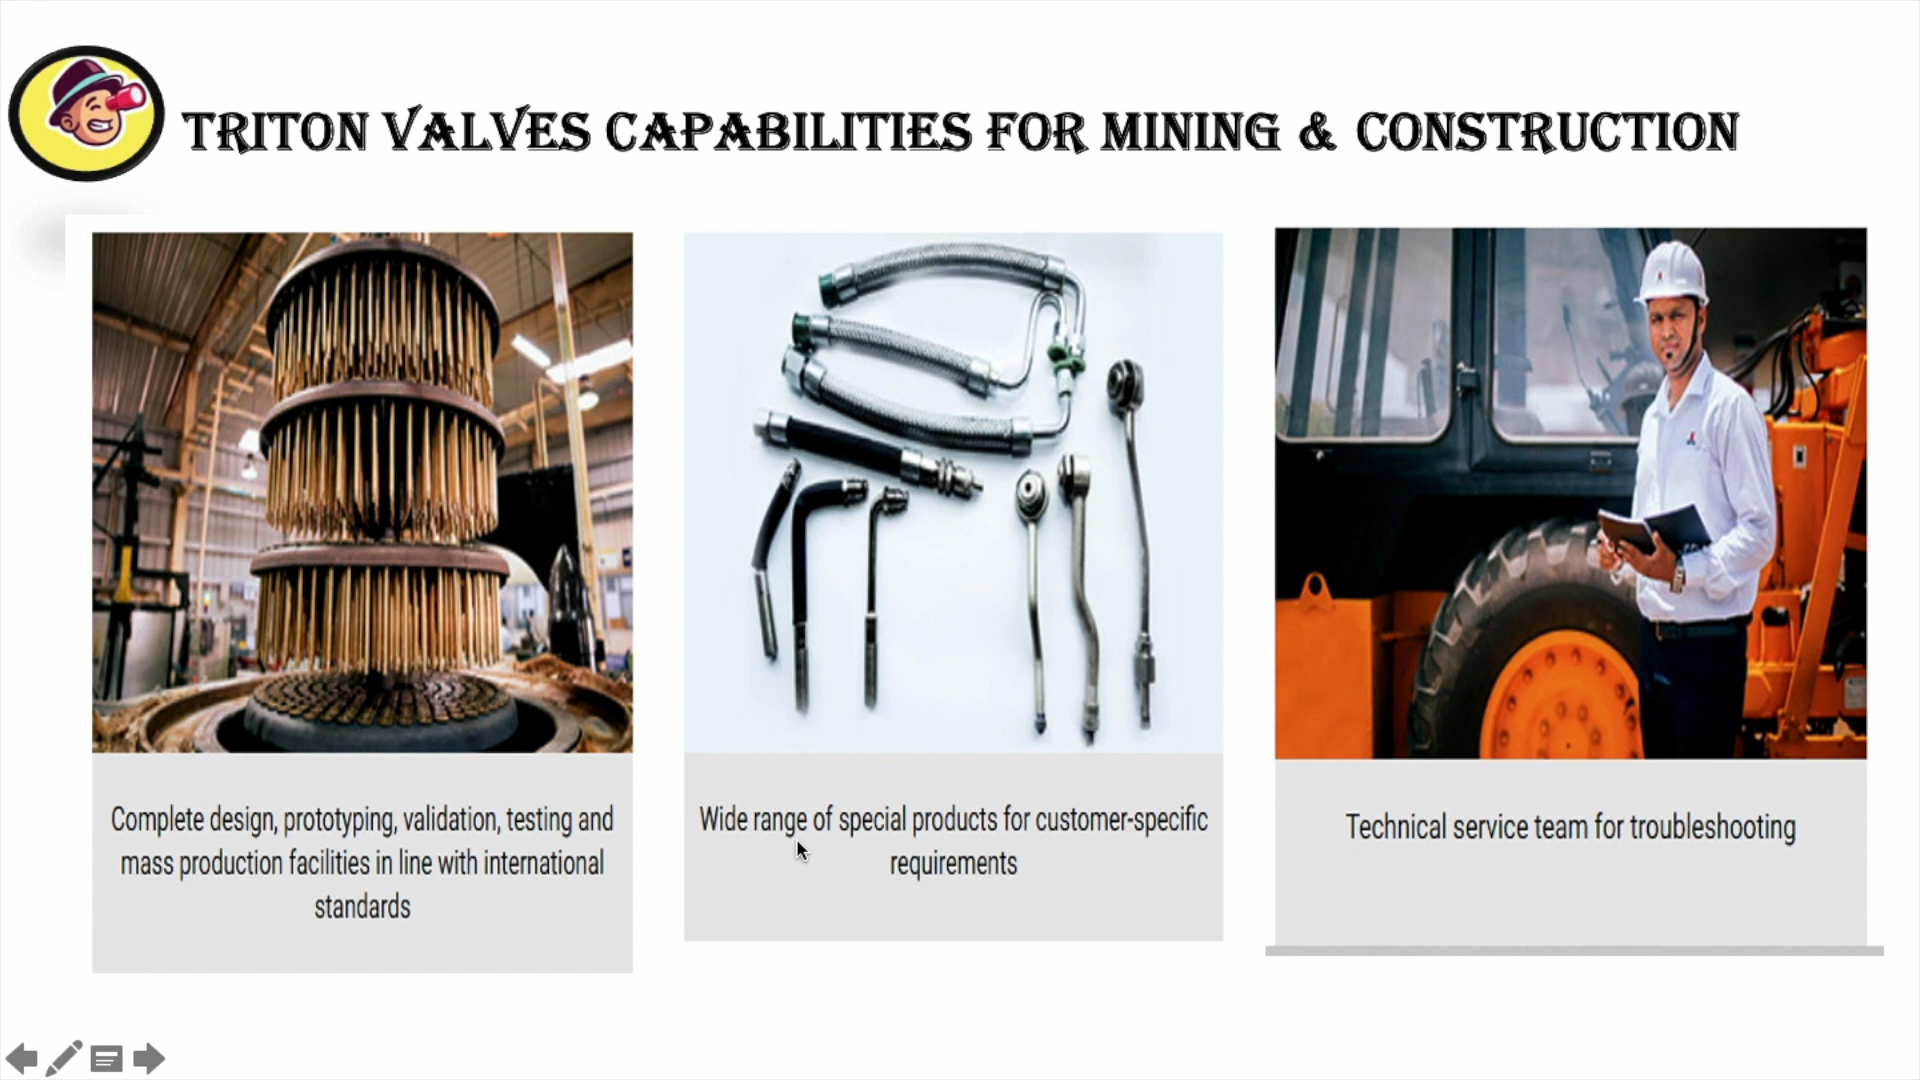 TRITON VALVES CAPABILITIES FOR MINING & CONSTRUCTION
Complete design, prototyping, validation, testing and
mass production facilities in line with international
standards
Wide range of special products for customer-specific
requirements
Technical service team for troubleshooting